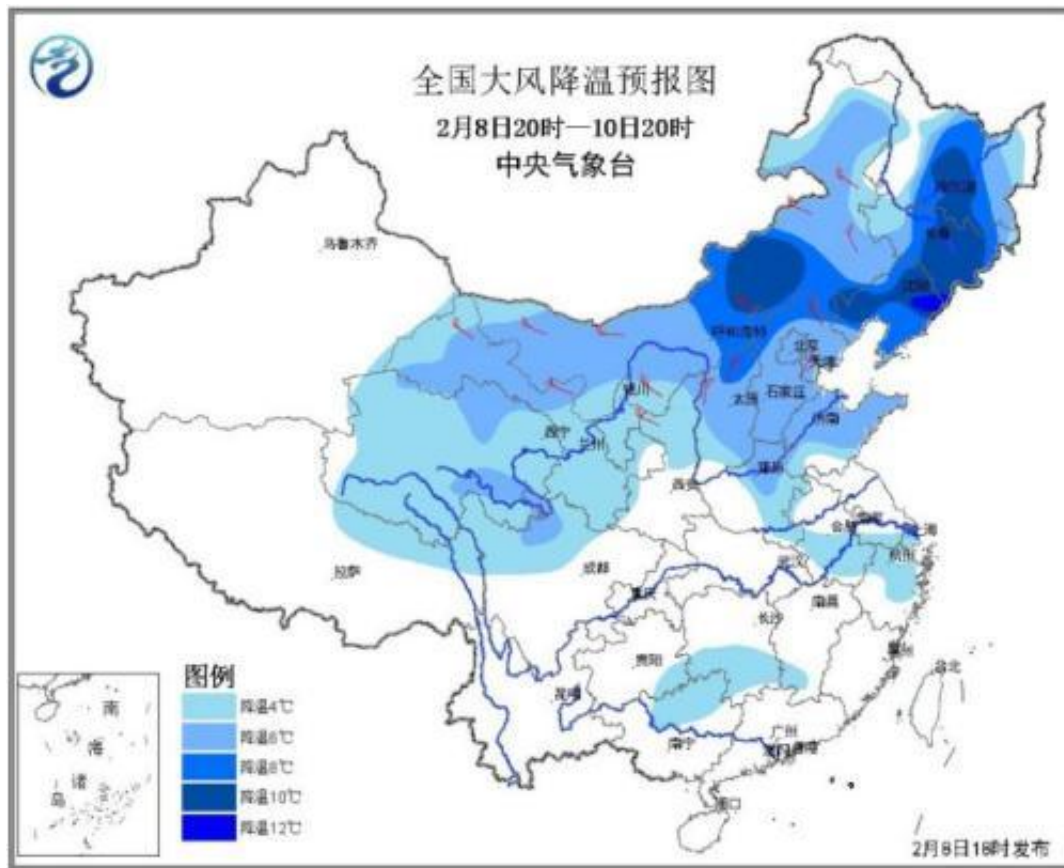 全国大风降温预报图
2月8日20时—10日20时
中央气象台
哈尔滨
长春
乌鲁木齐
沈阳
呼和浩特
北京
天津
银川
太原
石家庄
济南
西宁
兰州
郑州
西安
合肥
南京
上海
杭州
拉萨
成都
武汉
重庆
南昌
长沙
贵阳
福州
台北
昆明
广州
南宁
澳门
香港
海口
图例
降温4℃
降温6℃
降温8℃
降温10℃
降温12℃
南
海
诸
岛
2月8日18时发布